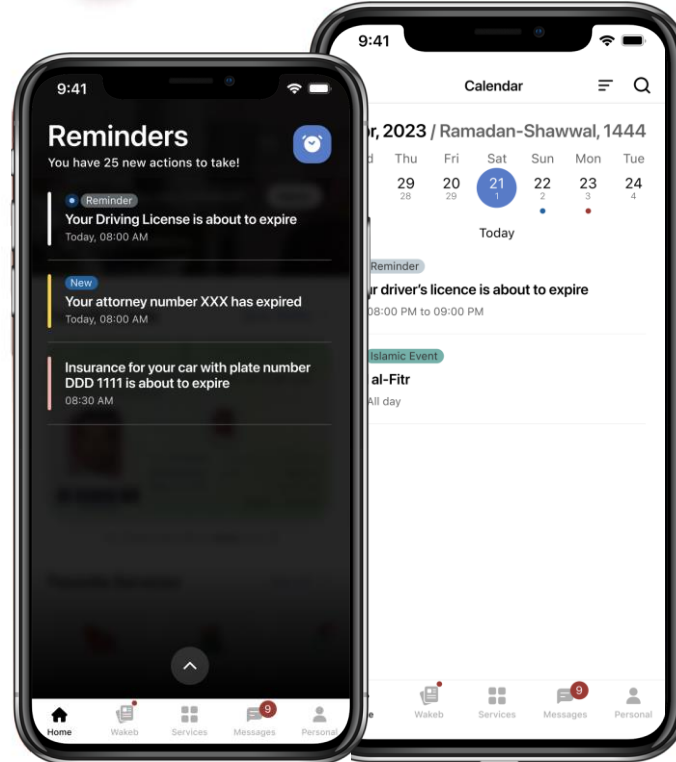 9:41
Reminders
You have 25 new actions to take!
Reminder
Your Driving License is about to expire
Today, 08:00 AM
New
Your attorney number XXX has expired
Today, 08:00 AM
Insurance for your car with plate number
DDD 1111 is about to expire
08:30 AM
Home
Wakeb
Services
9
Messages
Personal
9:41
Calendar
r, 2023 / Ramadan-Shawwal, 1444
d Thu Fri Sat Sun Mon Tue
29 20 21 22 23 24
28 29 1 2 3 4
Today
Reminder
r driver's licence is about to expire
08:00 PM to 09:00 PM
Islamic Event
al-Fitr
All day
e
Wakeb
Services
9
Messages
Personal